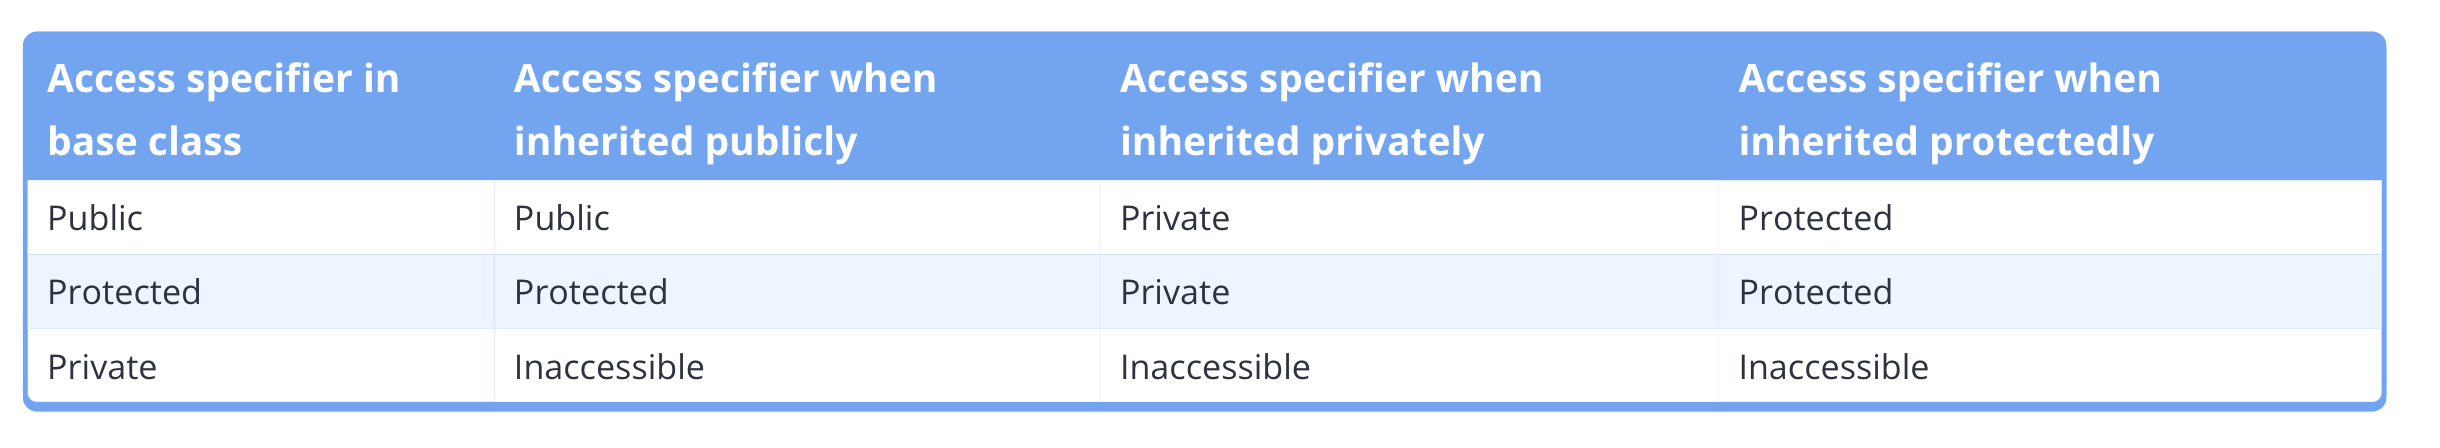 Access specifier in base class | Access specifier when inherited publicly | Access specifier when inherited privately | Access specifier when inherited protectedly
Public | Public | Private | Protected
Protected | Protected | Private | Protected
Private | Inaccessible | Inaccessible | Inaccessible